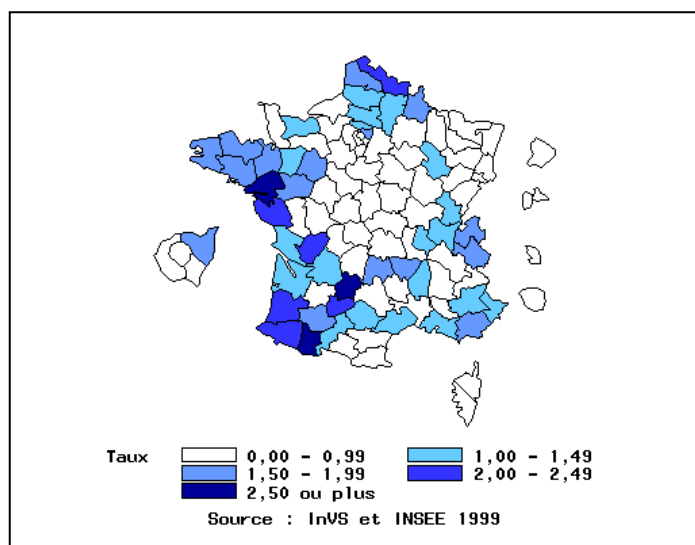 Taux 0,00 - 0,99 1,00 - 1,49
1,50 - 1,99 2,00 - 2,49
2,50 ou plus
Source : InVS et INSEE 1999